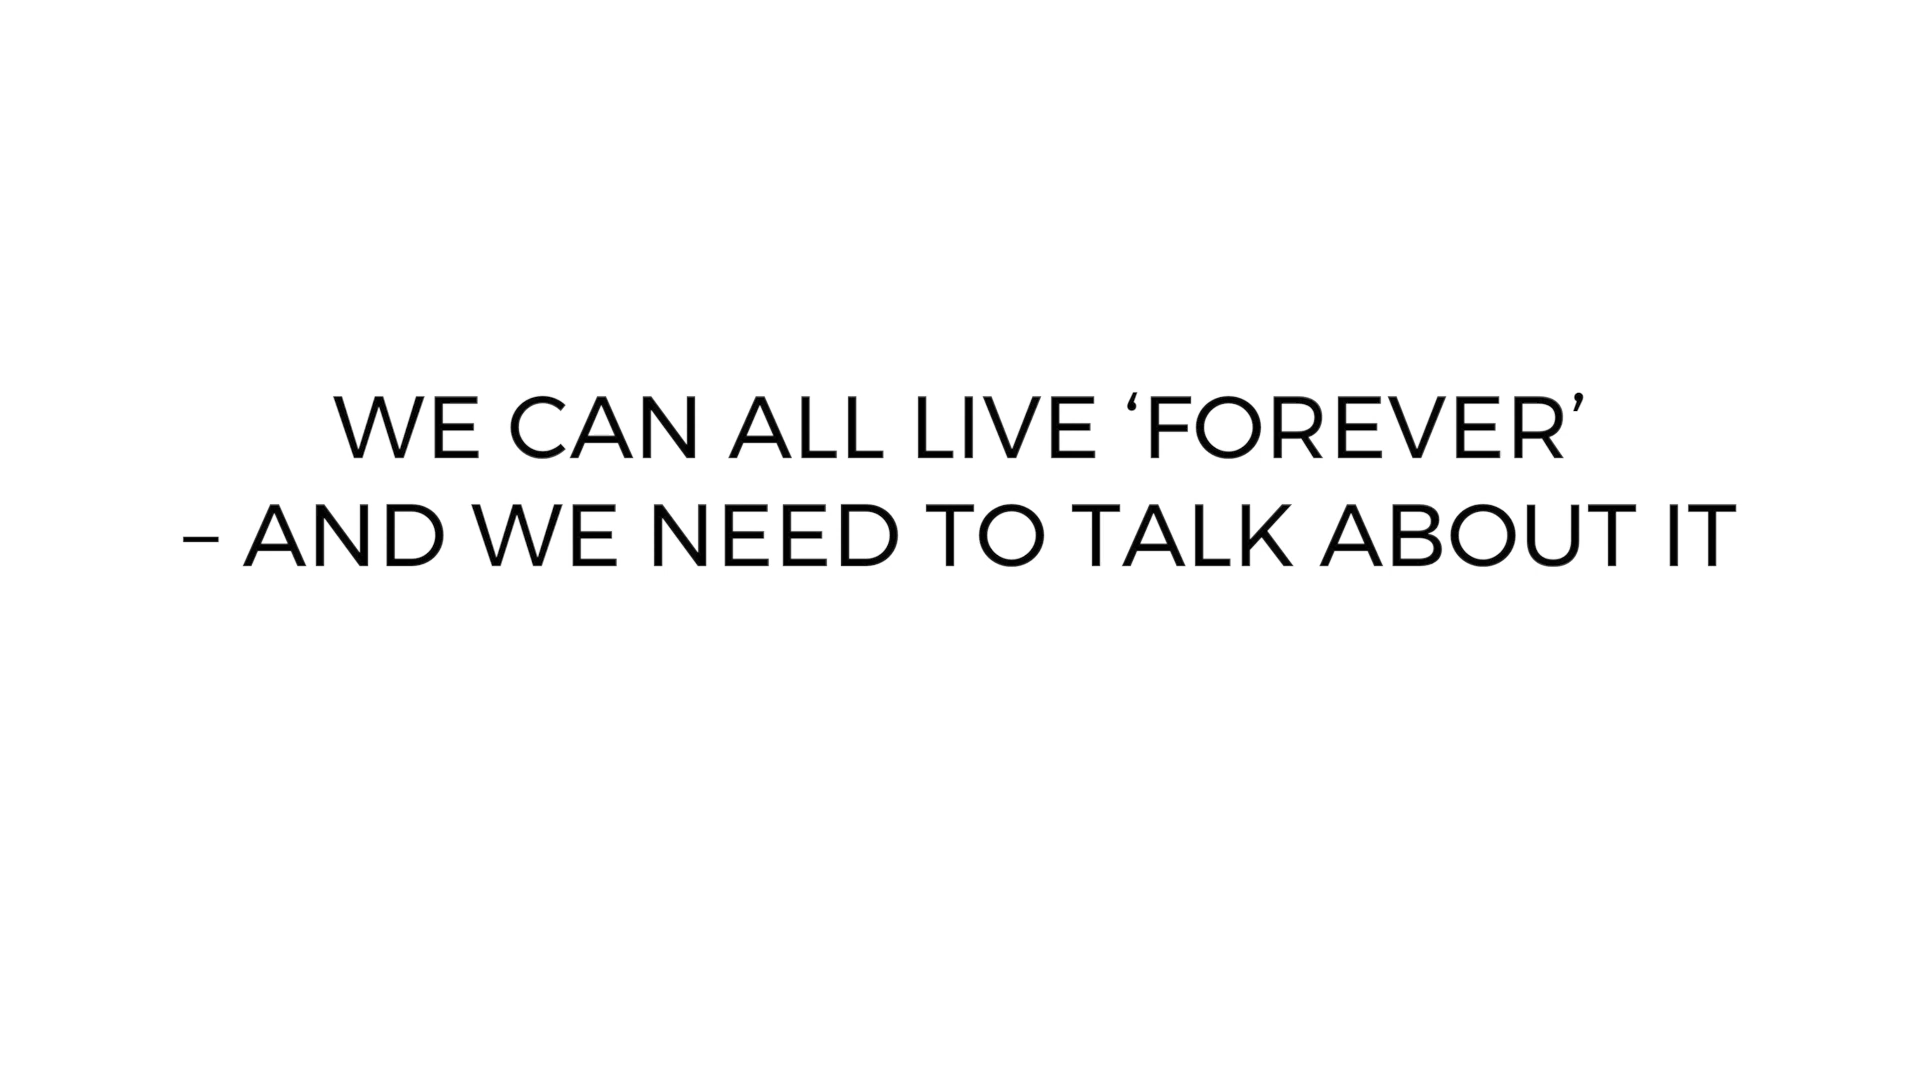 WE CAN ALL LIVE ‘FOREVER’
– AND WE NEED TO TALK ABOUT IT